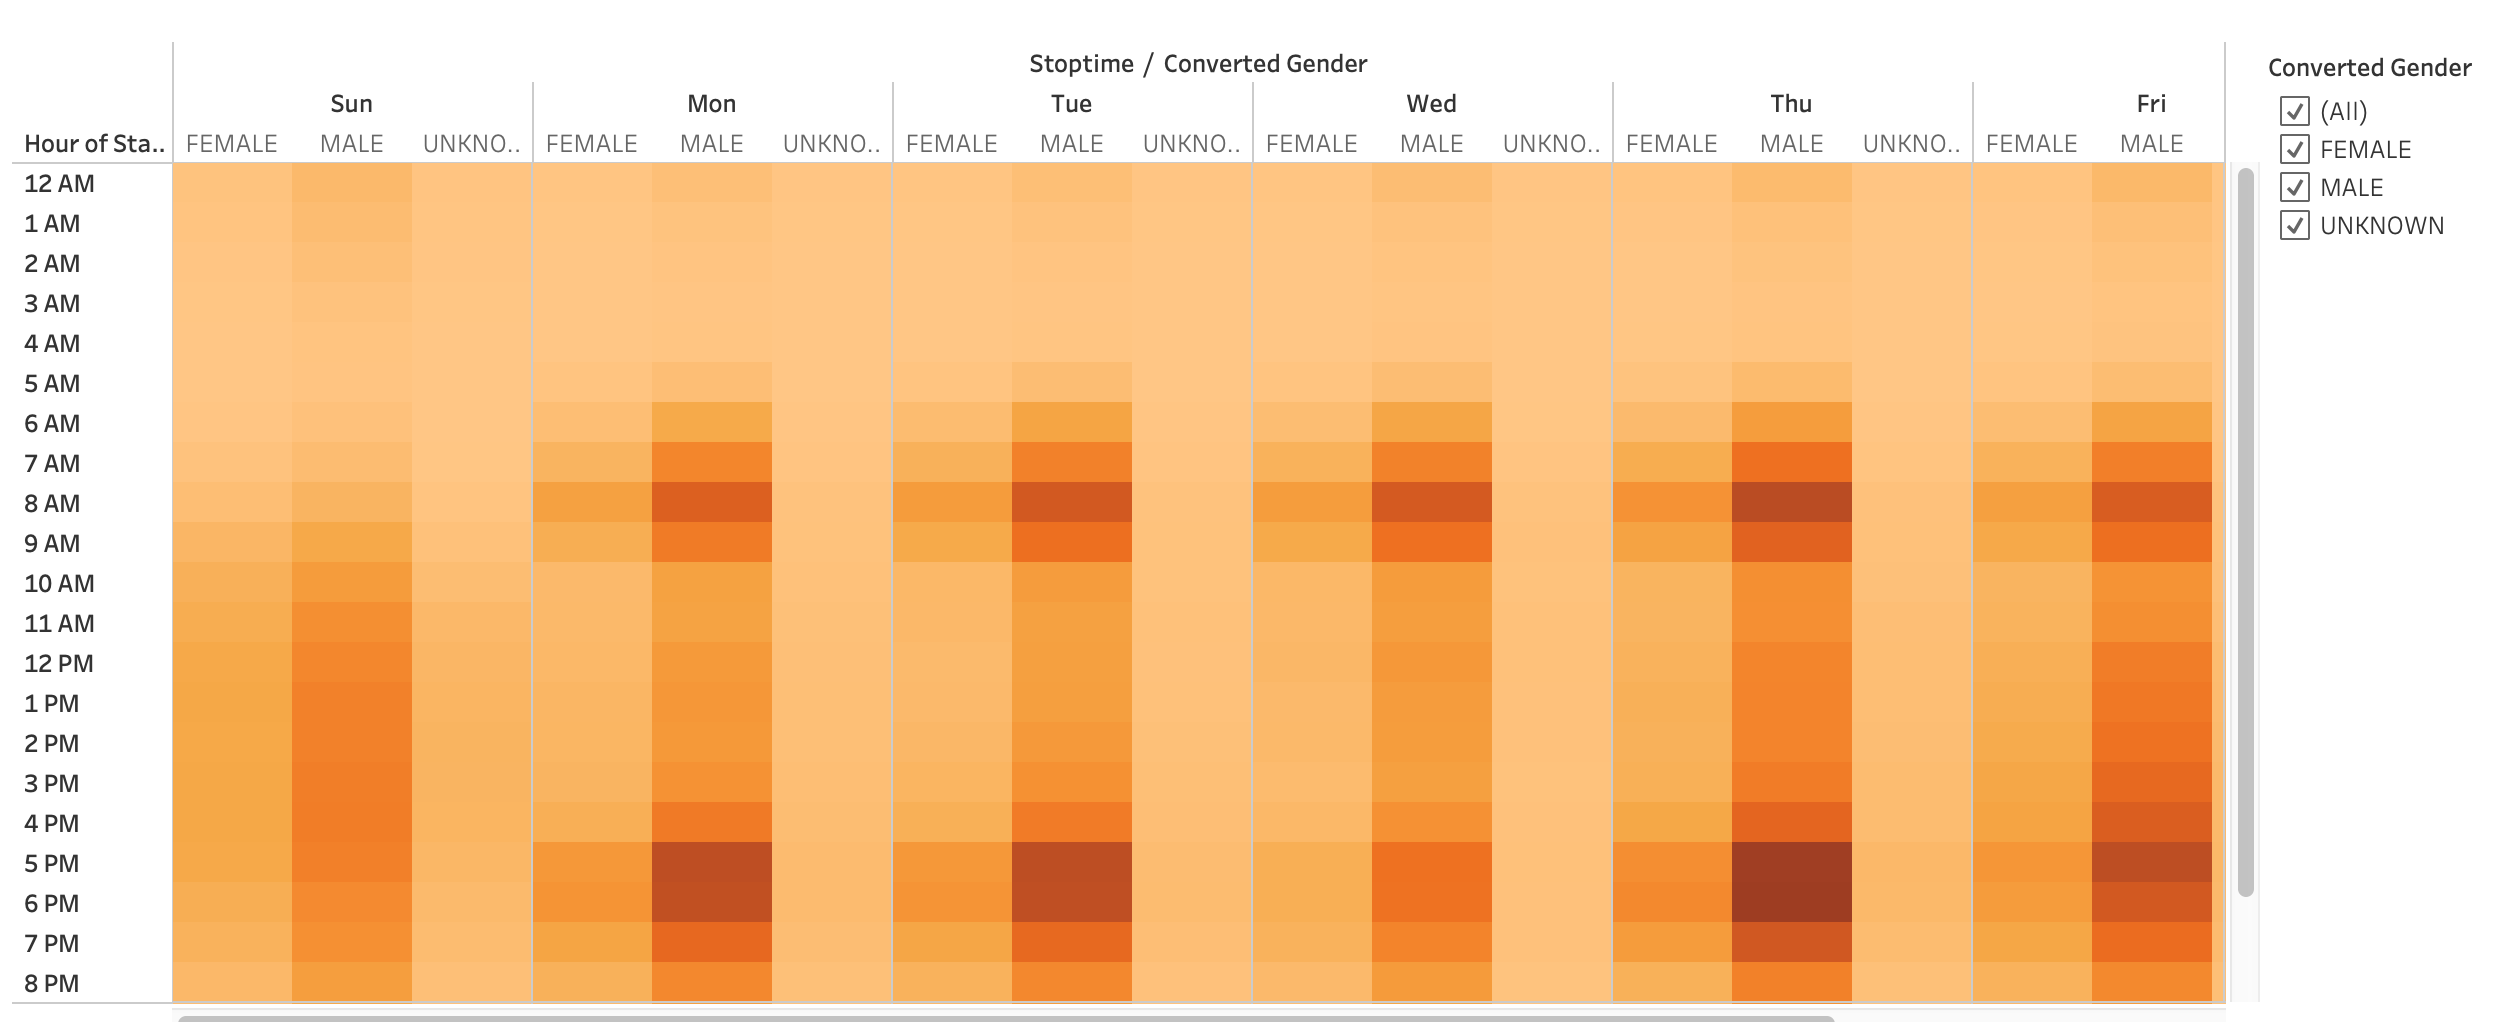 Stoptime / Converted Gender
Sun Mon Tue Wed Thu Fri
Hour of Sta.. FEMALE MALE UNKNO.. FEMALE MALE UNKNO.. FEMALE MALE UNKNO.. FEMALE MALE UNKNO.. FEMALE MALE UNKNO.. FEMALE MALE
12 AM
1 AM
2 AM
3 AM
4 AM
5 AM
6 AM
7 AM
8 AM
9 AM
10 AM
11 AM
12 PM
1 PM
2 PM
3 PM
4 PM
5 PM
6 PM
7 PM
8 PM
Converted Gender
(All)
FEMALE
MALE
UNKNOWN